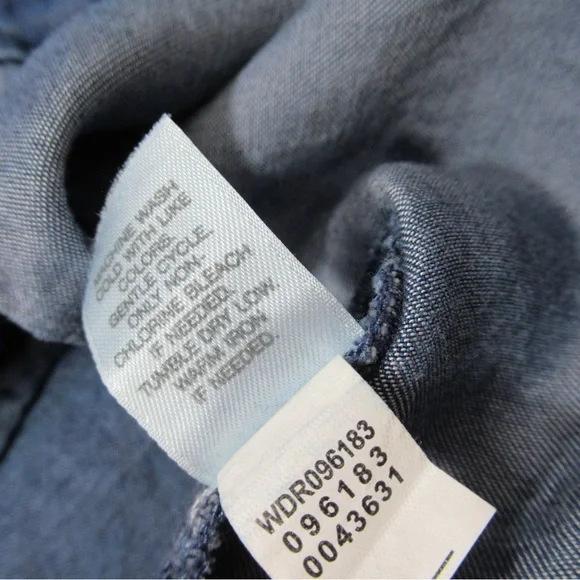 MACHINE WASH
COLD WITH LIKE
COLORS.
GENTLE CYCLE
ONLY NON-
CHLORINE BLEACH
IF NEEDED.
TUMBLE DRY LOW.
WARM IRON
IF NEEDED.
WDR096183
096183
0043631